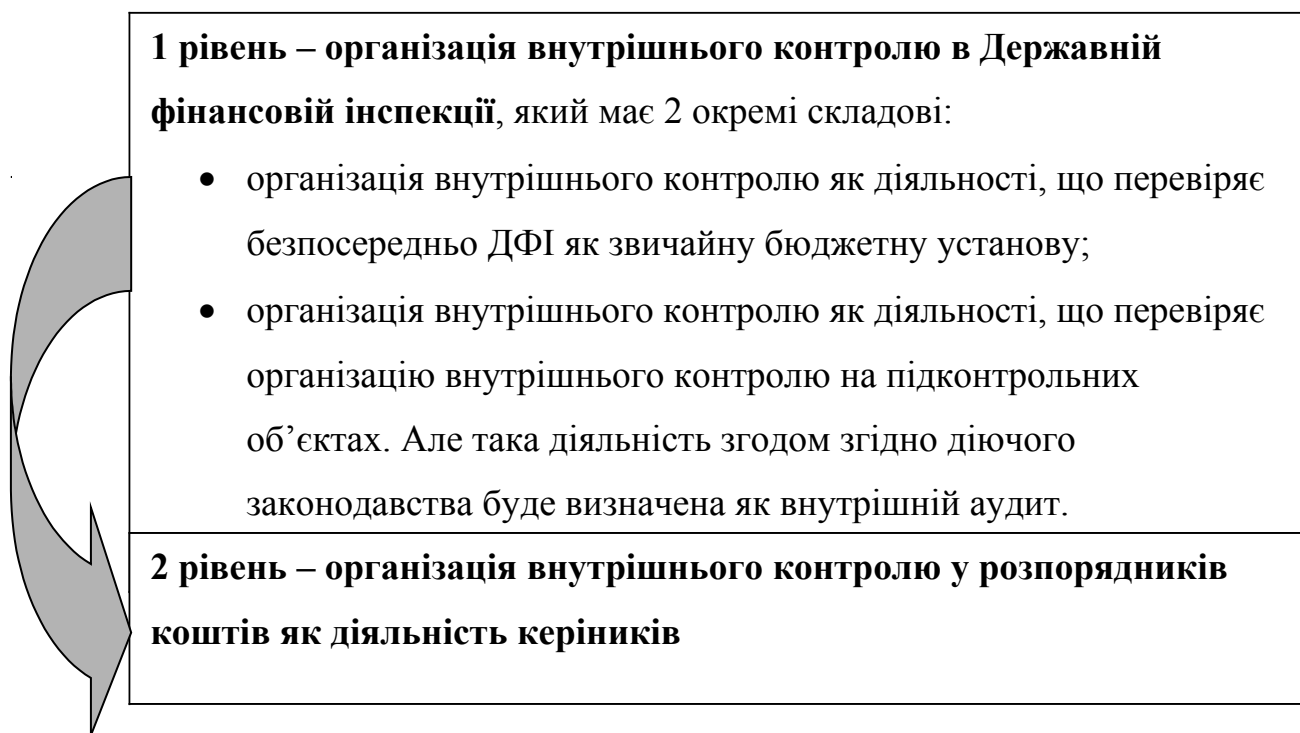 1 рівень – організація внутрішнього контролю в Державній
фінансовій інспекції, який має 2 окремі складові:
• організація внутрішнього контролю як діяльності, що перевіряє
безпосередньо ДФІ як звичайну бюджетну установу;
• організація внутрішнього контролю як діяльності, що перевіряє
організацію внутрішнього контролю на підконтрольних
об’єктах. Але така діяльність згодом згідно діючого
законодавства буде визначена як внутрішній аудит.
2 рівень – організація внутрішнього контролю у розпорядників
коштів як діяльність керіників